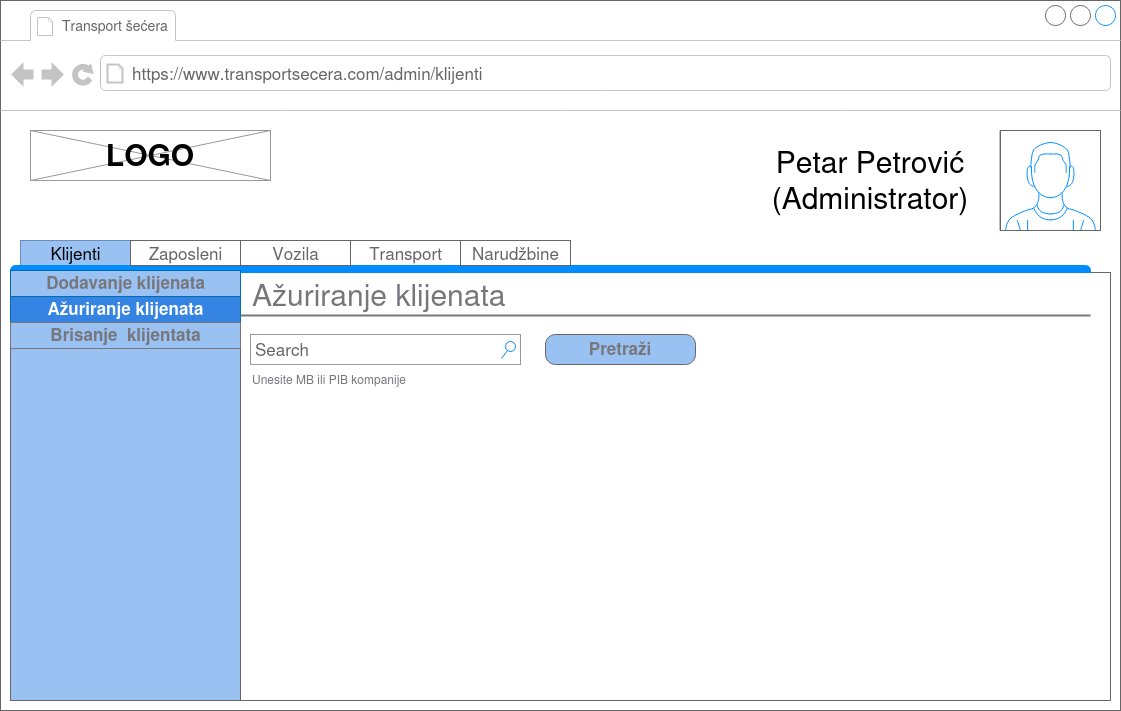 Transport šećera
https://www.transportsecera.com/admin/klijenti
LOGO
Petar Petrović
(Administrator)
Klijenti Zaposleni Vozila Transport Narudžbine
Dodavanje klijenata
Ažuriranje klijenata
Brisanje klijentata
Ažuriranje klijenata
Search Pretraži
Unesite MB ili PIB kompanije